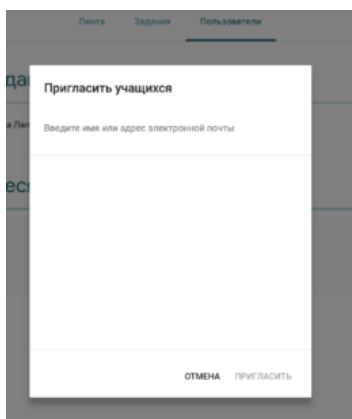 Лента Задания Пользователи
Пригласить учащихся
Введите имя или адрес электронной почты
ОТМЕНА ПРИГЛАСИТЬ